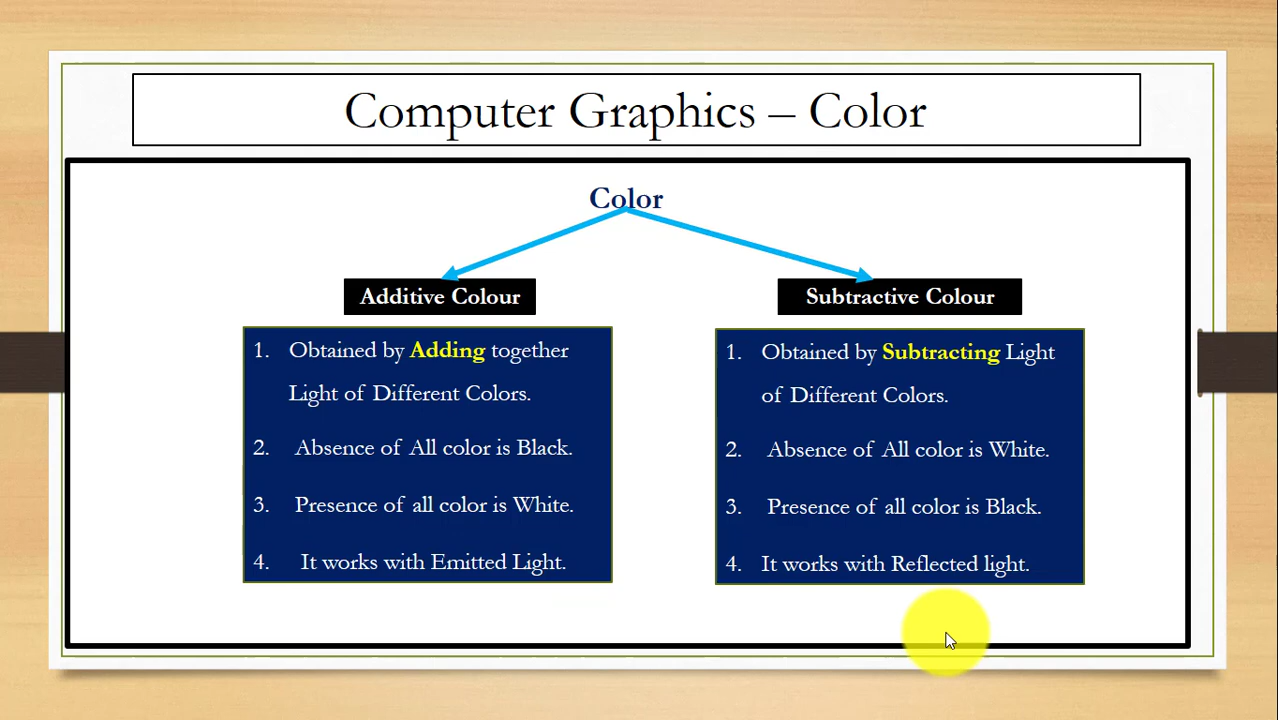 Computer Graphics – Color
Color
Additive Colour
1. Obtained by Adding together
Light of Different Colors.
2. Absence of All color is Black.
3. Presence of all color is White.
4. It works with Emitted Light.
Subtractive Colour
1. Obtained by Subtracting Light
of Different Colors.
2. Absence of All color is White.
3. Presence of all color is Black.
4. It works with Reflected light.